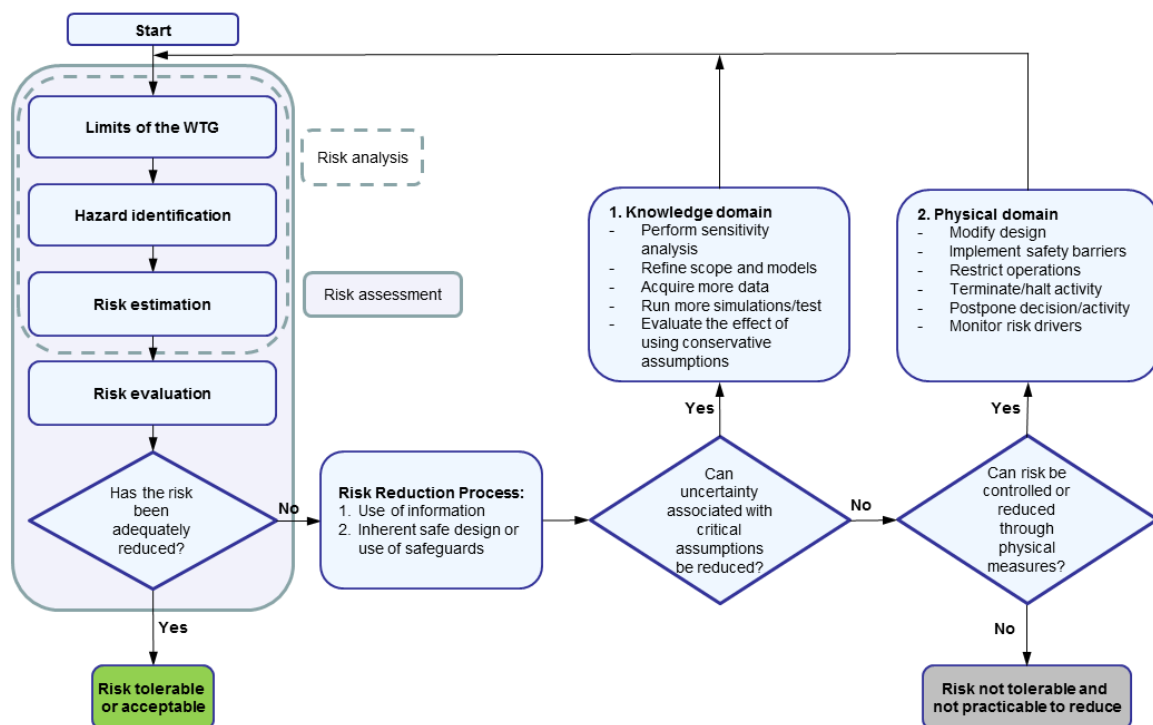 Start
Limits of the WTG
Risk analysis
Hazard identification
Risk estimation
Risk assessment
Risk evaluation
Has the risk
been
adequately
reduced?
No
Yes
Risk tolerable
or acceptable
Risk Reduction Process:
1. Use of information
2. Inherent safe design or
use of safeguards
Can
uncertainty
associated with
critical
assumptions
be reduced?
Yes
No
1. Knowledge domain
- Perform sensitivity
analysis
- Refine scope and models
- Acquire more data
- Run more simulations/test
- Evaluate the effect of
using conservative
assumptions
Can risk be
controlled or
reduced
through
physical
measures?
Yes
No
2. Physical domain
- Modify design
- Implement safety barriers
- Restrict operations
- Terminate/halt activity
- Postpone decision/activity
- Monitor risk drivers
Risk not tolerable and
not practicable to reduce